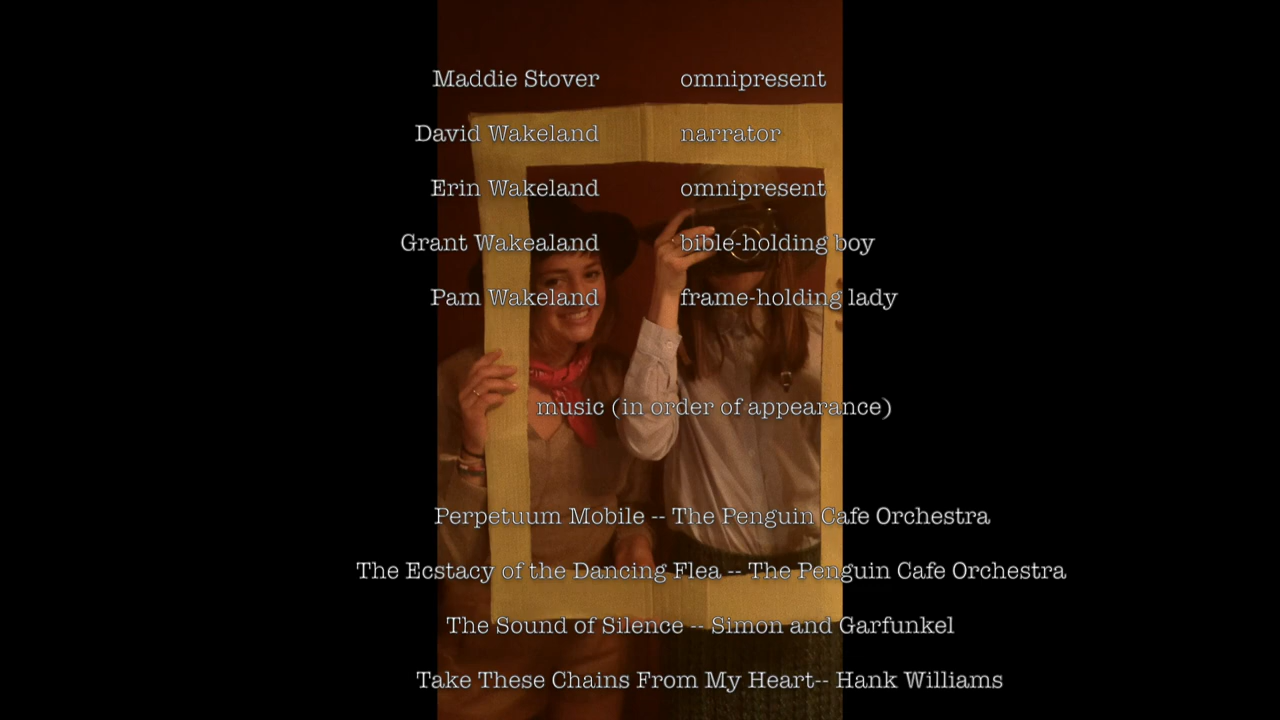 Maddie Stover omnipresent
David Wakeland narrator
Erin Wakeland omnipresent
Grant Wakealand bible-holding boy
Pam Wakeland frame-holding lady
music (in order of appearance)
Perpetuum Mobile -- The Penguin Cafe Orchestra
The Ecstacy of the Dancing Flea -- The Penguin Cafe Orchestra
The Sound of Silence -- Simon and Garfunkel
Take These Chains From My Heart-- Hank Williams